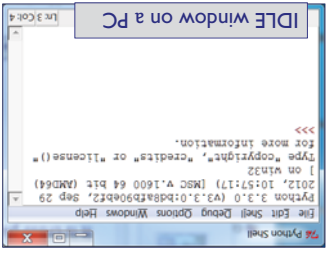 Python Shell
File Edit Shell Debug Options Windows Help
Python 3.3.0 (v3.3.0:bd8afb90ebf2, Sep 29
2012, 10:57:17) [MSC v.1600 64 bit (AMD64)
] on win32
Type "copyright", "credits" or "license()"
for more information.
>>>
Ln: 3 Col: 4
IDLE window on a PC